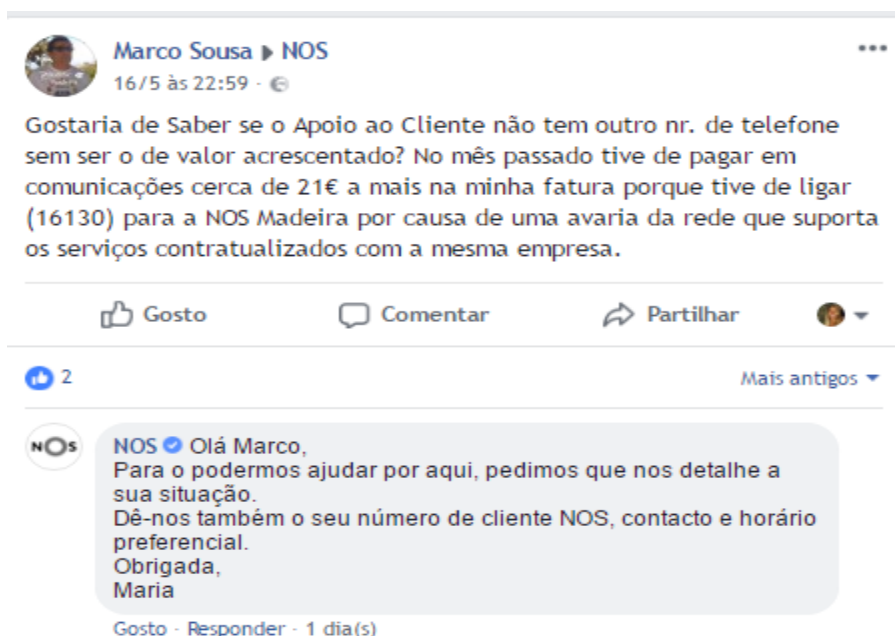 Marco Sousa ▶ NOS
16/5 às 22:59 ·
Gostaria de Saber se o Apoio ao Cliente não tem outro nr. de telefone
sem ser o de valor acrescentado? No mês passado tive de pagar em
comunicações cerca de 21€ a mais na minha fatura porque tive de ligar
(16130) para a NOS Madeira por causa de uma avaria da rede que suporta
os serviços contratualizados com a mesma empresa.
Gosto Comentar Partilhar
2 Mais antigos
NOS
NOS Olá Marco,
Para o podermos ajudar por aqui, pedimos que nos detalhe a
sua situação.
Dê-nos também o seu número de cliente NOS, contacto e horário
preferencial.
Obrigada,
Maria
Gosto · Responder · 1 dia(s)